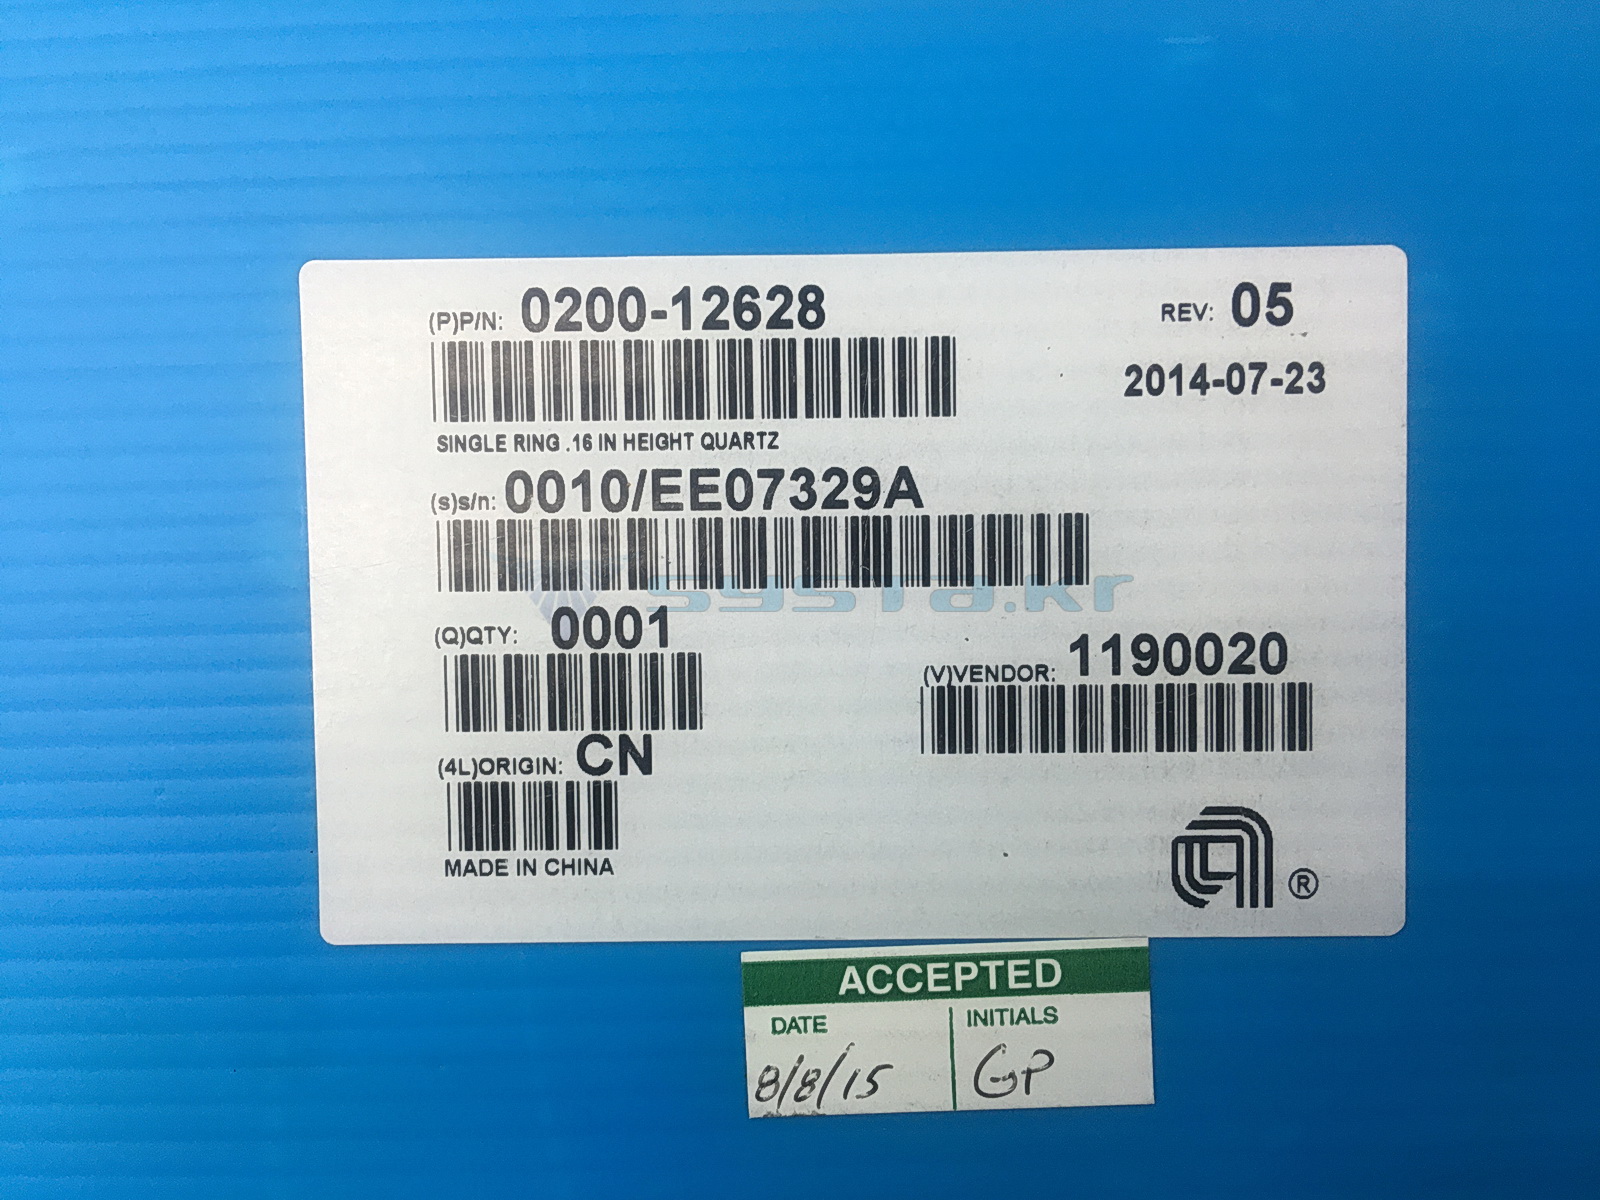 (P)P/N: 0200-12628
REV: 05
2014-07-23
SINGLE RING .16 IN HEIGHT QUARTZ
(s)s/n: 0010/EE07329A
systa.kr
(Q)QTY: 0001
(V)VENDOR: 1190020
(4L)ORIGIN: CN
MADE IN CHINA
®
ACCEPTED
DATE INITIALS
8/8/15 GP